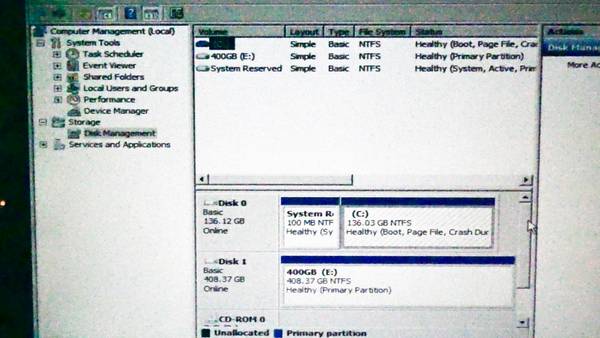 Computer Management (Local)
System Tools
Task Scheduler
Event Viewer
Shared Folders
Local Users and Groups
Performance
Device Manager
Storage
Disk Management
Services and Applications
Volume Layout Type File System Status
Simple Basic NTFS Healthy (Boot, Page File, Cra
400GB (E:) Simple Basic NTFS Healthy (Primary Partition)
System Reserved Simple Basic NTFS Healthy (System, Active, Prim
Actions
Disk Mana
More Ac
Disk 0
Basic
136.12 GB
Online
System R
100 MB NTF
Healthy (Sy
(C:)
136.03 GB NTFS
Healthy (Boot, Page File, Crash Dur
Disk 1
Basic
408.37 GB
Online
400GB (E:)
408.37 GB NTFS
Healthy (Primary Partition)
CD-ROM 0
Unallocated Primary partition